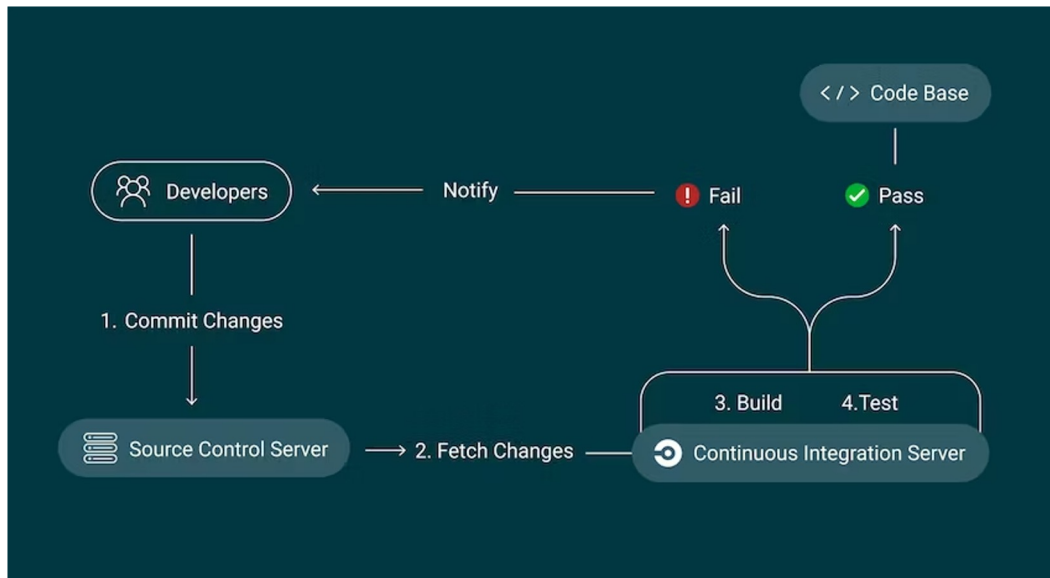 </> Code Base
Developers
Notify
Fail
Pass
1. Commit Changes
3. Build
4.Test
Source Control Server
2. Fetch Changes
Continuous Integration Server